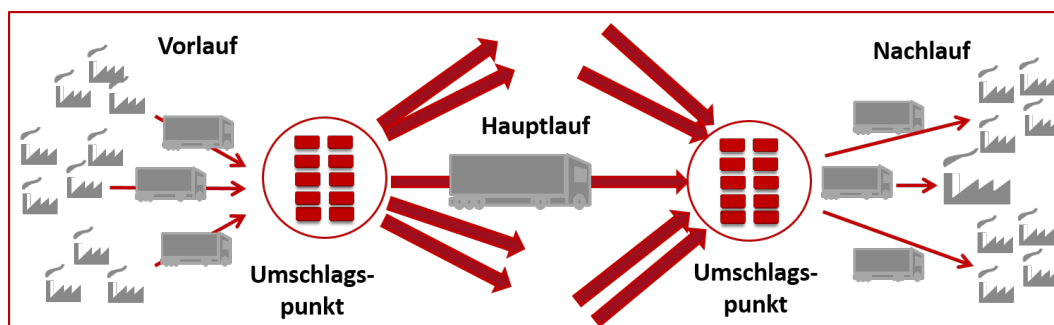 Vorlauf
Nachlauf
Hauptlauf
Umschlags-
punkt
Umschlags-
punkt